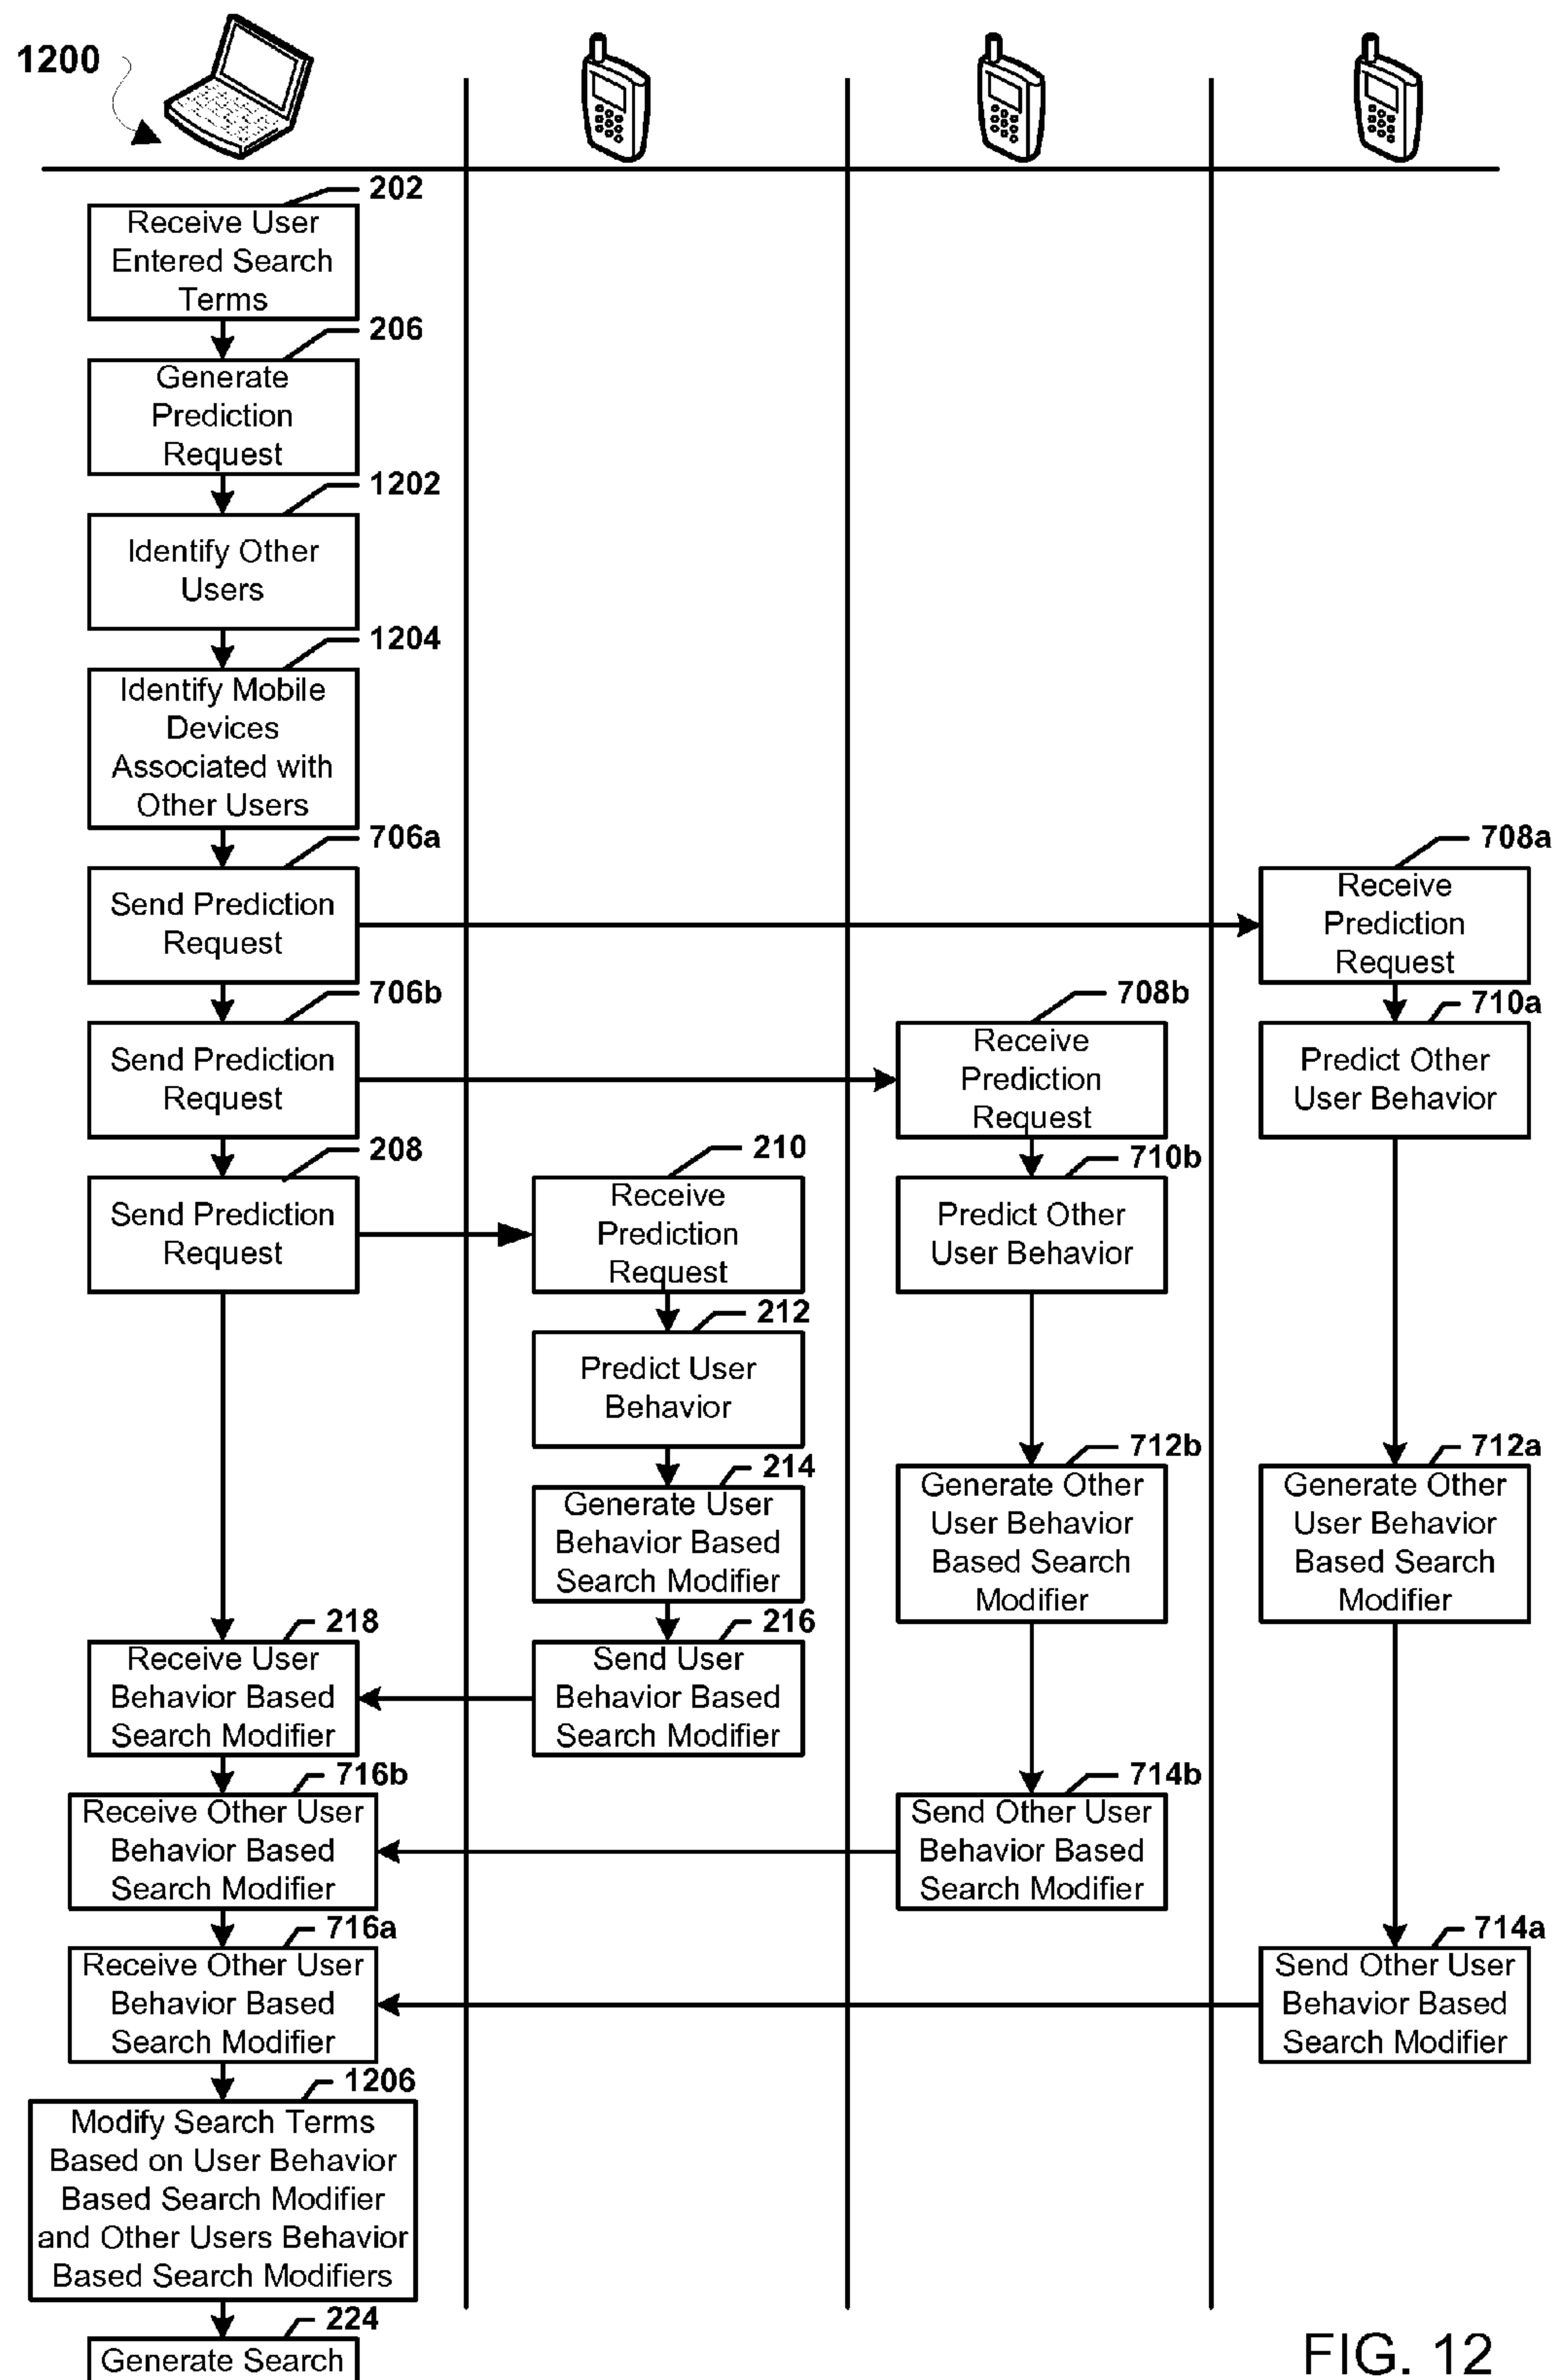 1200
202
Receive User
Entered Search
Terms
206
Generate
Prediction
Request
1202
Identify Other
Users
1204
Identify Mobile
Devices
Associated with
Other Users
706a
Send Prediction
Request
708a
Receive
Prediction
Request
706b
Send Prediction
Request
708b
Receive
Prediction
Request
710a
Predict Other
User Behavior
208
Send Prediction
Request
210
Receive
Prediction
Request
710b
Predict Other
User Behavior
212
Predict User
Behavior
214
Generate User
Behavior Based
Search Modifier
712b
Generate Other
User Behavior
Based Search
Modifier
712a
Generate Other
User Behavior
Based Search
Modifier
218
Receive User
Behavior Based
Search Modifier
216
Send User
Behavior Based
Search Modifier
716b
Receive Other User
Behavior Based
Search Modifier
714b
Send Other User
Behavior Based
Search Modifier
716a
Receive Other User
Behavior Based
Search Modifier
714a
Send Other User
Behavior Based
Search Modifier
1206
Modify Search Terms
Based on User Behavior
Based Search Modifier
and Other Users Behavior
Based Search Modifiers
224
Generate Search
FIG. 12